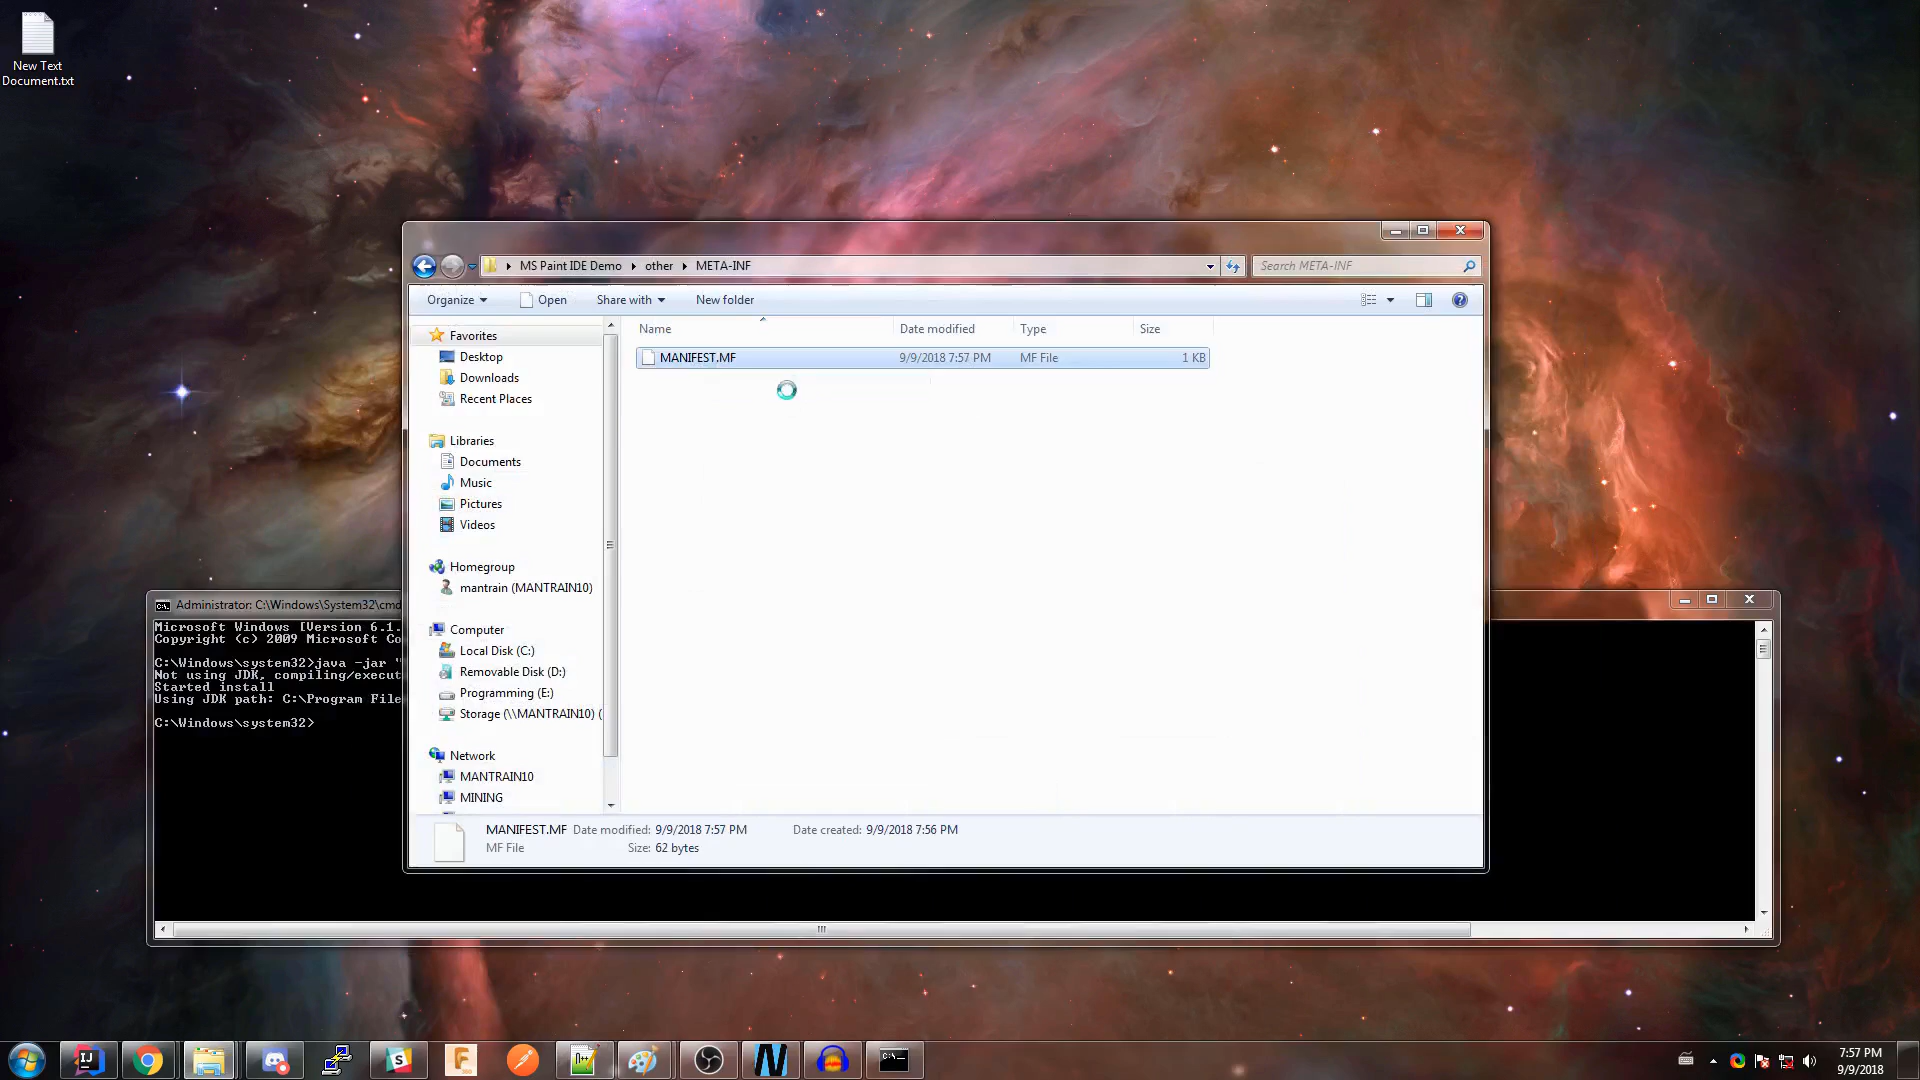 New Text
Document.txt
MS Paint IDE Demo
other
META-INF
Search META-INF
Organize
Open
Share with
New folder
Name
Date modified
Type
Size
MANIFEST.MF
9/9/2018 7:57 PM
MF File
1 KB
Favorites
Desktop
Downloads
Recent Places
Libraries
Documents
Music
Pictures
Videos
Homegroup
mantrain (MANTRAIN10)
Computer
Local Disk (C:)
Removable Disk (D:)
Programming (E:)
Storage (\\MANTRAIN10) (
Network
MANTRAIN10
MINING
MANIFEST.MF Date modified: 9/9/2018 7:57 PM Date created: 9/9/2018 7:56 PM
MF File Size: 62 bytes
Administrator: C:\Windows\System32\cmd
Microsoft Windows [Version 6.1.
Copyright (c) 2009 Microsoft Co
C:\Windows\system32>java -jar "
Not using JDK, compiling/execut
Started install
Using JDK path: C:\Program File
C:\Windows\system32>
7:57 PM
9/9/2018